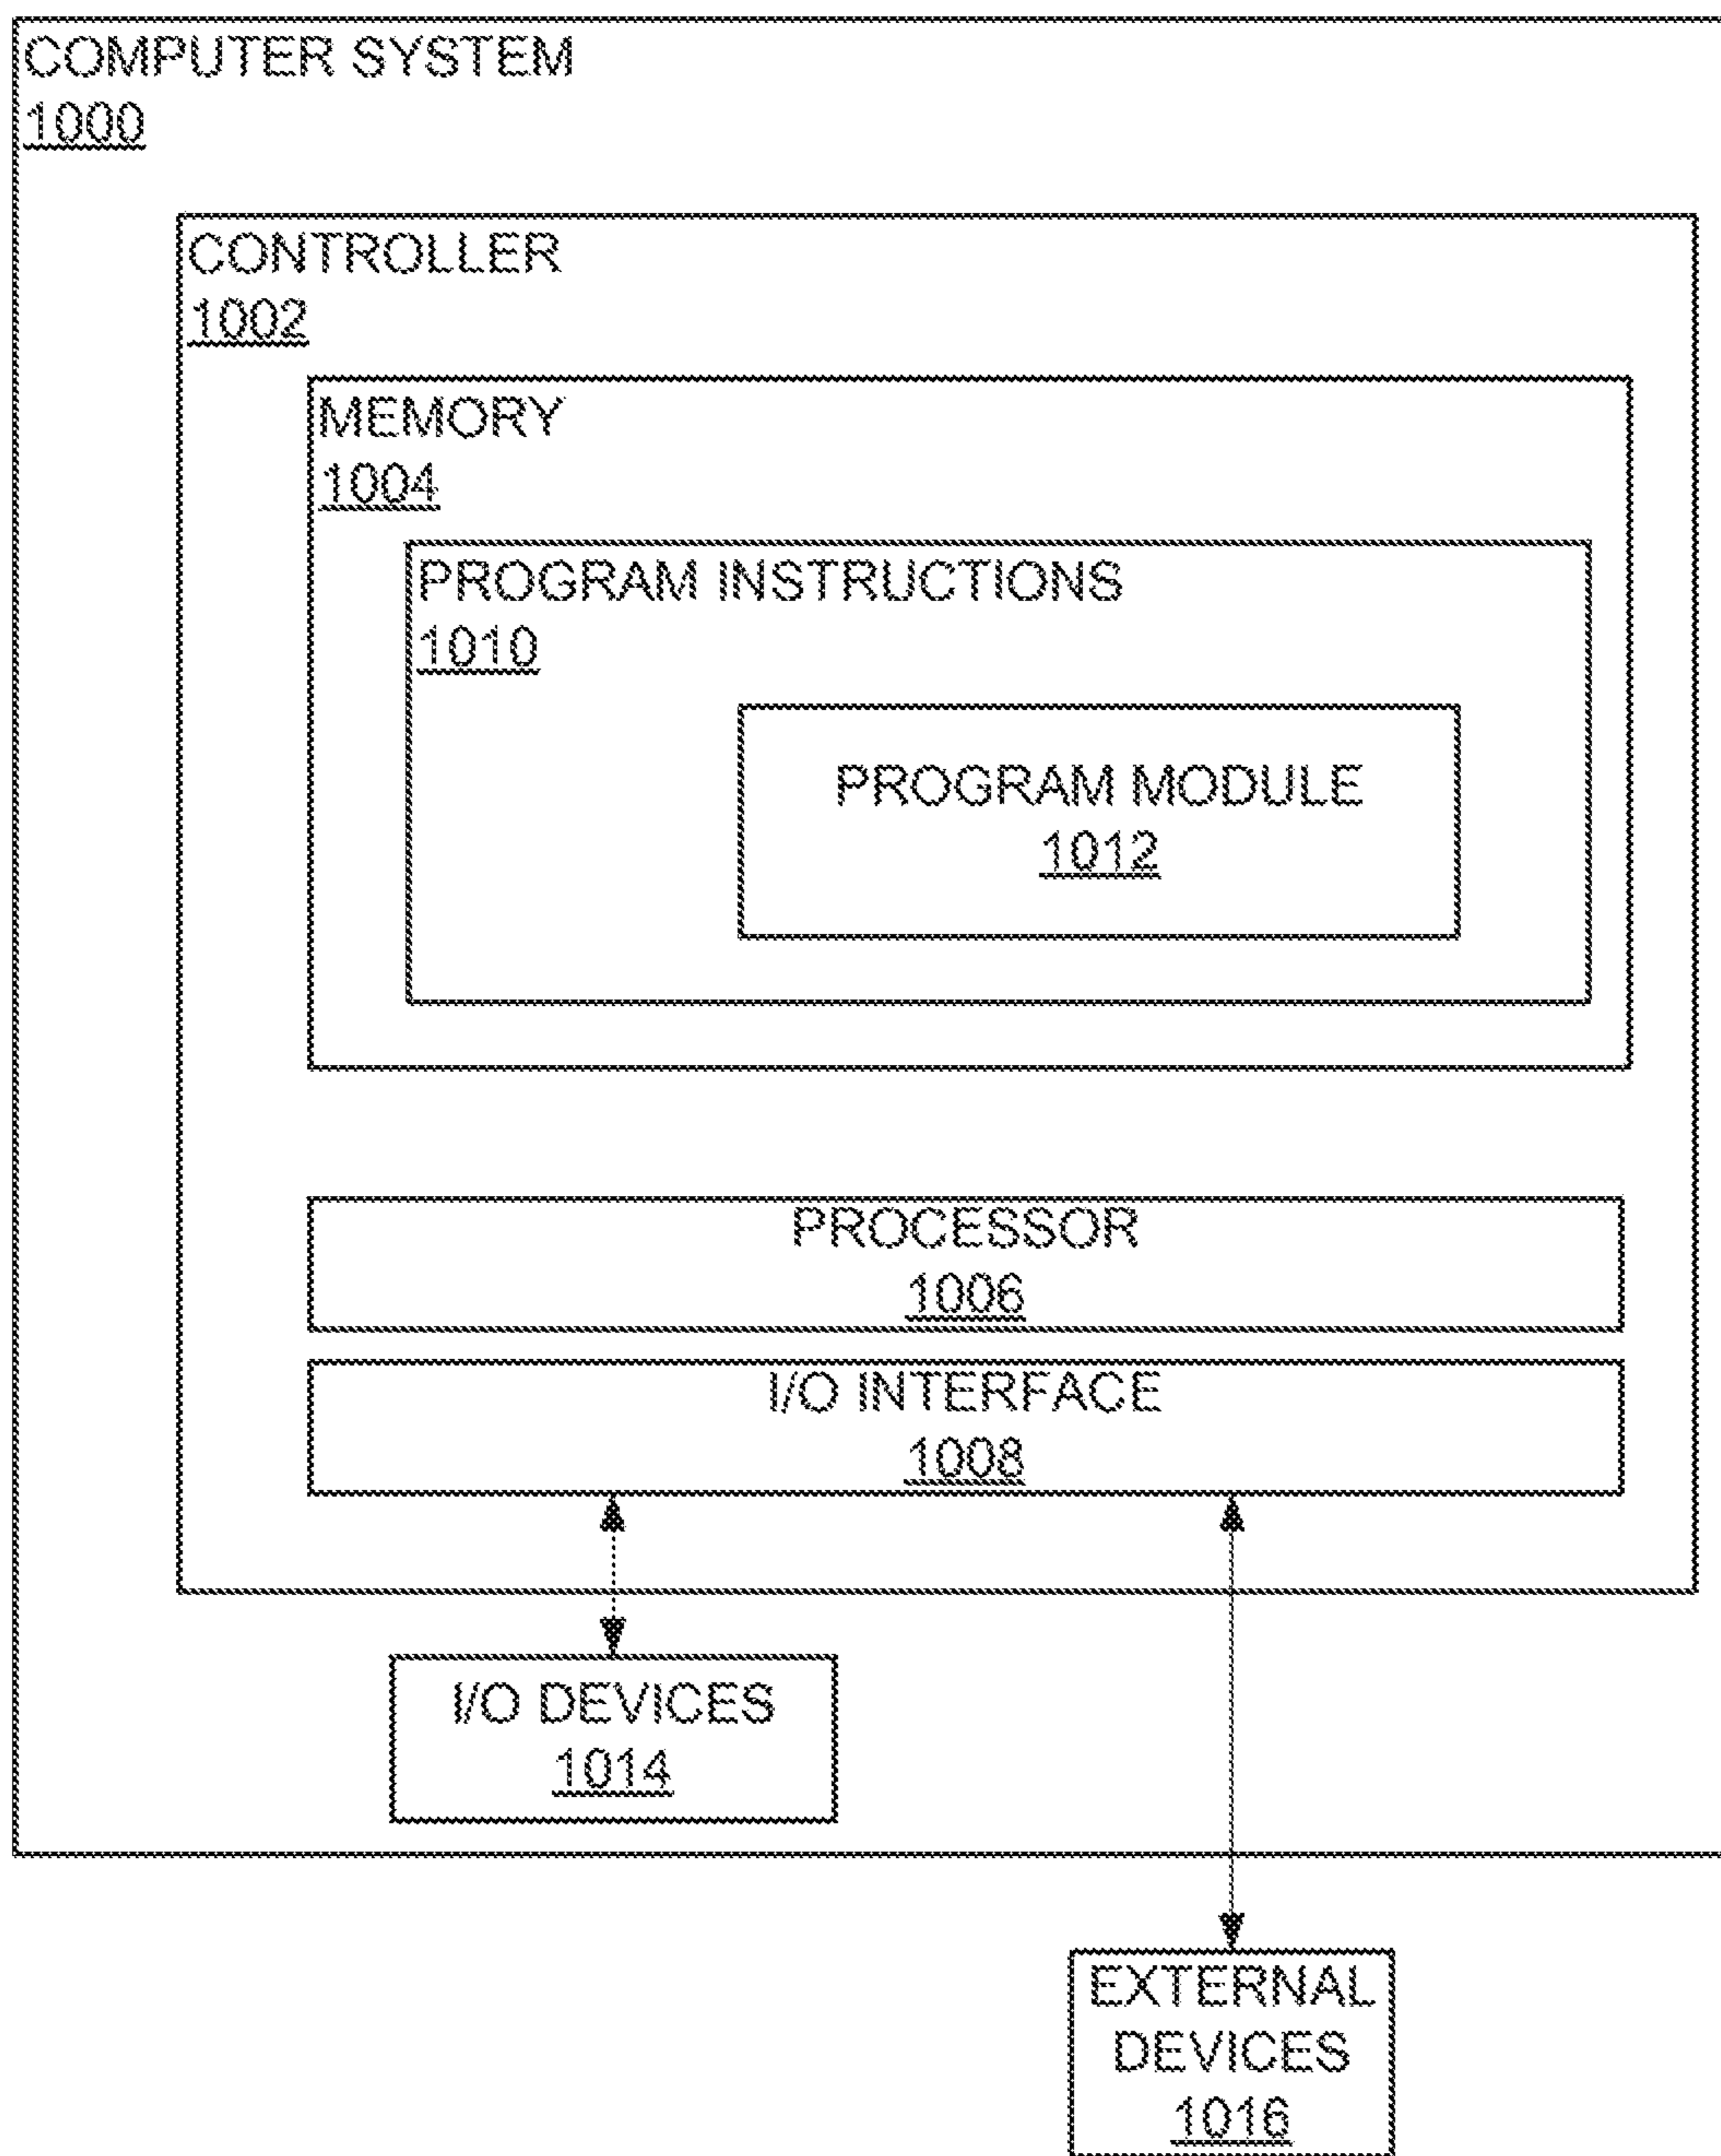 COMPUTER SYSTEM
1000
CONTROLLER
1002
MEMORY
1004
PROGRAM INSTRUCTIONS
1010
PROGRAM MODULE
1012
PROCESSOR
1006
I/O INTERFACE
1008
I/O DEVICES
1014
EXTERNAL
DEVICES
1016